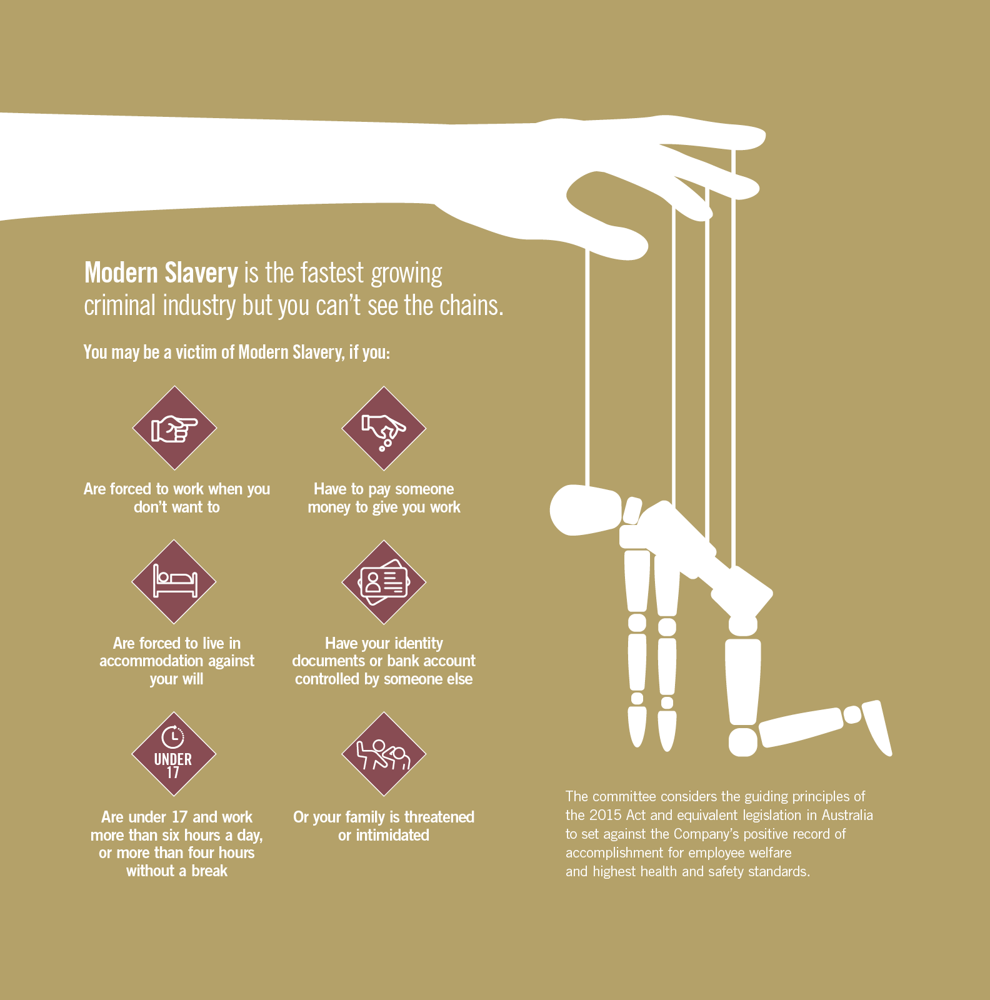 Modern Slavery is the fastest growing
criminal industry but you can’t see the chains.
You may be a victim of Modern Slavery, if you:
Are forced to work when you
don’t want to
Have to pay someone
money to give you work
Are forced to live in
accommodation against
your will
Have your identity
documents or bank account
controlled by someone else
UNDER
17
Are under 17 and work
more than six hours a day,
or more than four hours
without a break
Or your family is threatened
or intimidated
The committee considers the guiding principles of
the 2015 Act and equivalent legislation in Australia
to set against the Company’s positive record of
accomplishment for employee welfare
and highest health and safety standards.